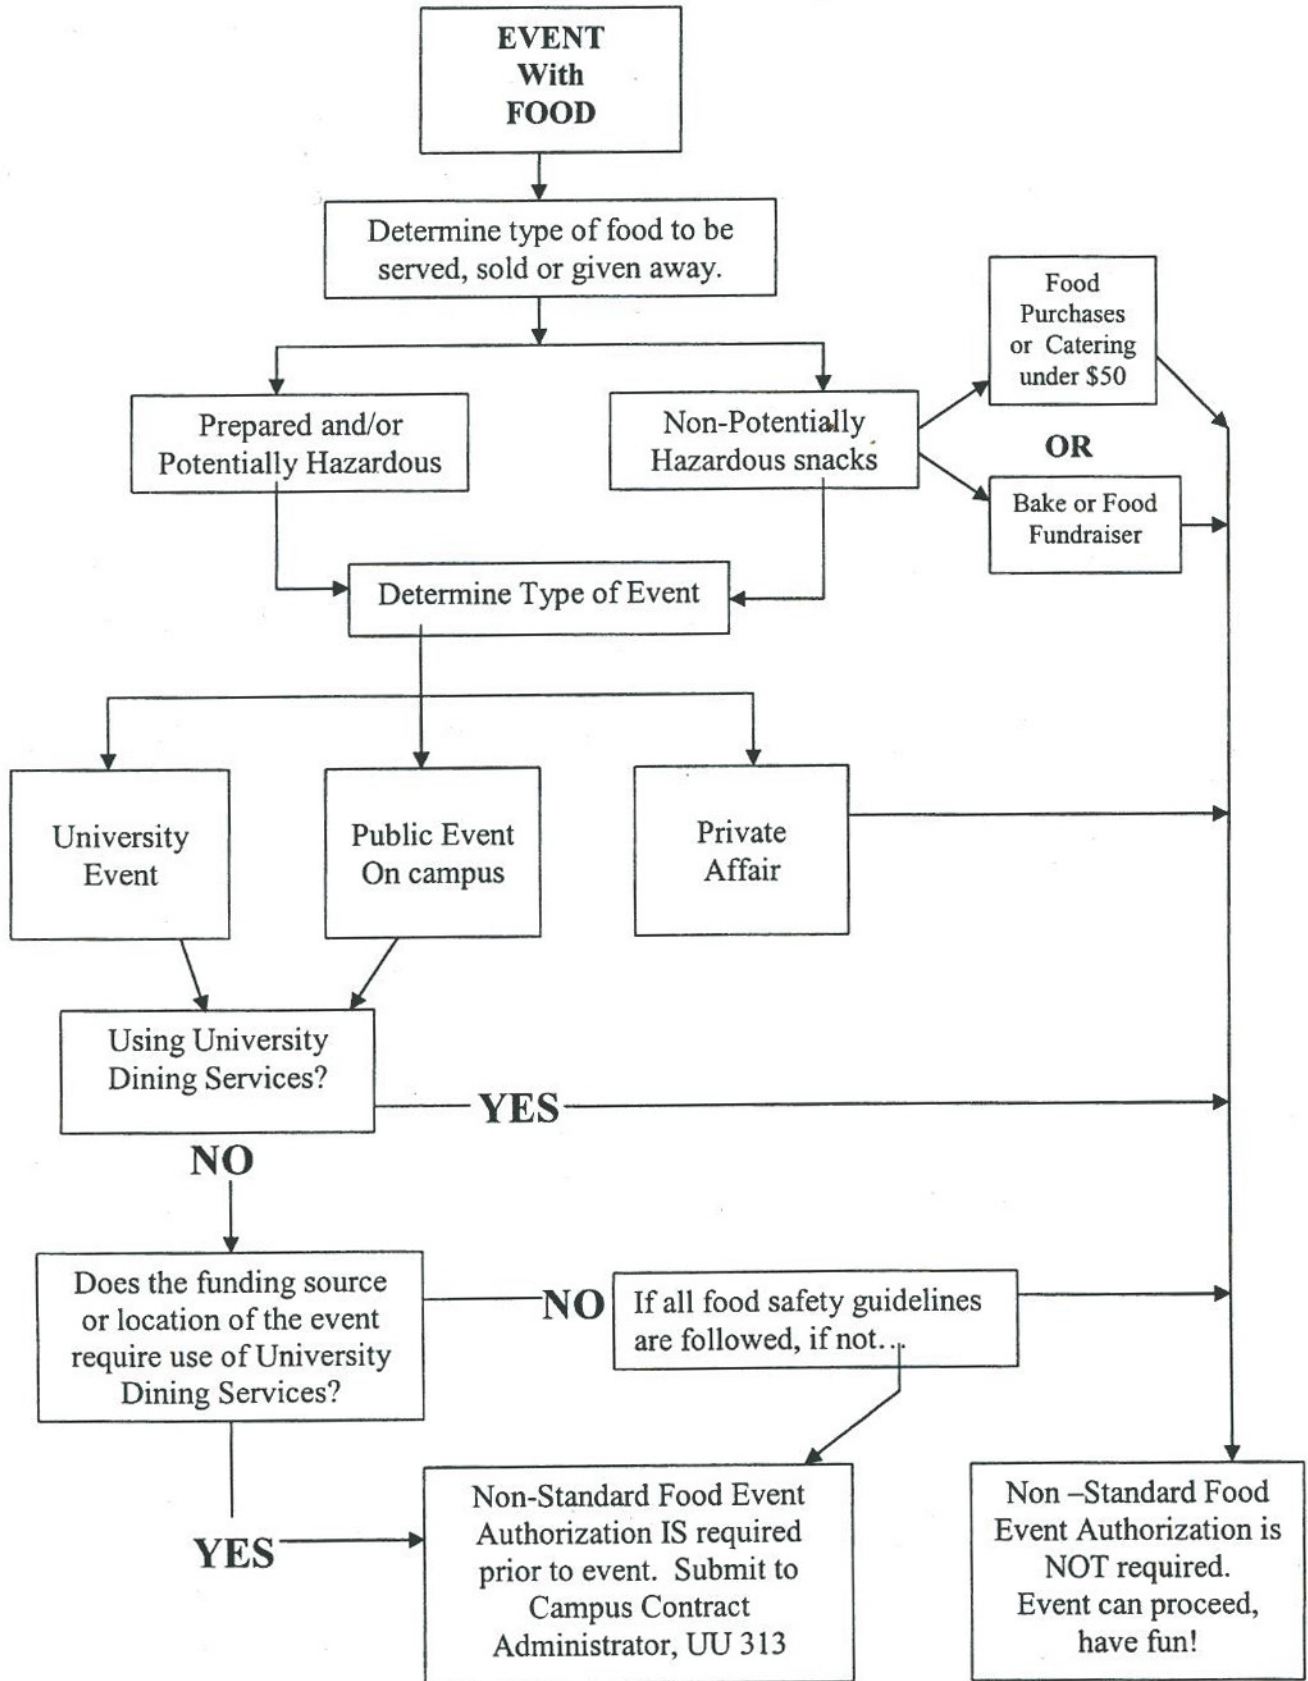 EVENT
With
FOOD
Determine type of food to be
served, sold or given away.
Food
Purchases
or Catering
under $50
Prepared and/or
Potentially Hazardous
Non-Potentially
Hazardous snacks
OR
Bake or Food
Fundraiser
Determine Type of Event
University
Event
Public Event
On campus
Private
Affair
Using University
Dining Services?
YES
NO
Does the funding source
or location of the event
require use of University
Dining Services?
NO
If all food safety guidelines
are followed, if not...
YES
Non-Standard Food Event
Authorization IS required
prior to event. Submit to
Campus Contract
Administrator, UU 313
Non –Standard Food
Event Authorization is
NOT required.
Event can proceed,
have fun!